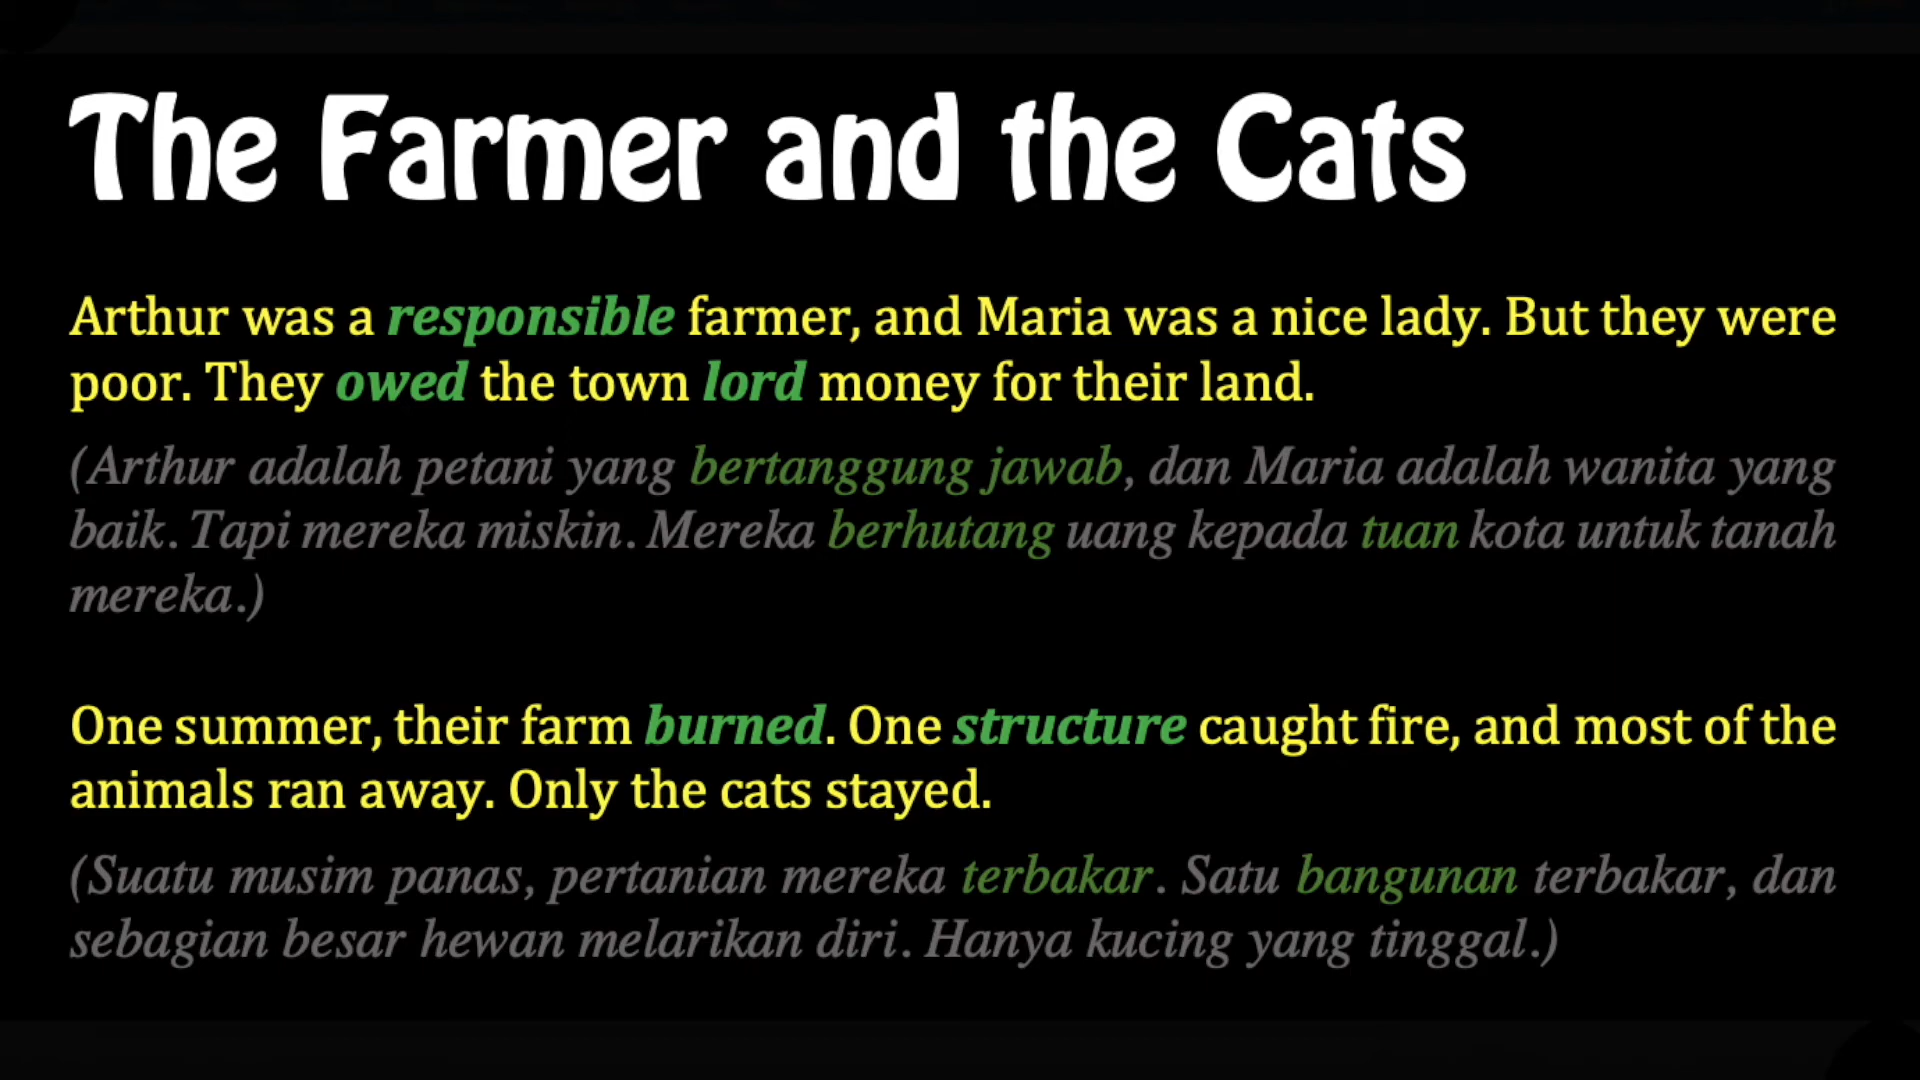 The Farmer and the Cats
Arthur was a responsible farmer, and Maria was a nice lady. But they were
poor. They owed the town lord money for their land.
(Arthur adalah petani yang bertanggung jawab, dan Maria adalah wanita yang
baik. Tapi mereka miskin. Mereka berhutang uang kepada tuan kota untuk tanah
mereka.)
One summer, their farm burned. One structure caught fire, and most of the
animals ran away. Only the cats stayed.
(Suatu musim panas, pertanian mereka terbakar. Satu bangunan terbakar, dan
sebagian besar hewan melarikan diri. Hanya kucing yang tinggal.)